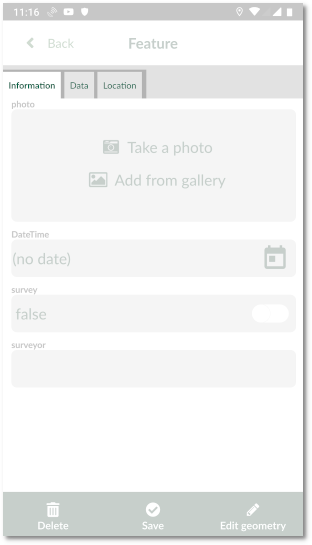 11:16
Back Feature
Information Data Location
photo
Take a photo
Add from gallery
DateTime
(no date)
survey
false
surveyor
Delete Save Edit geometry